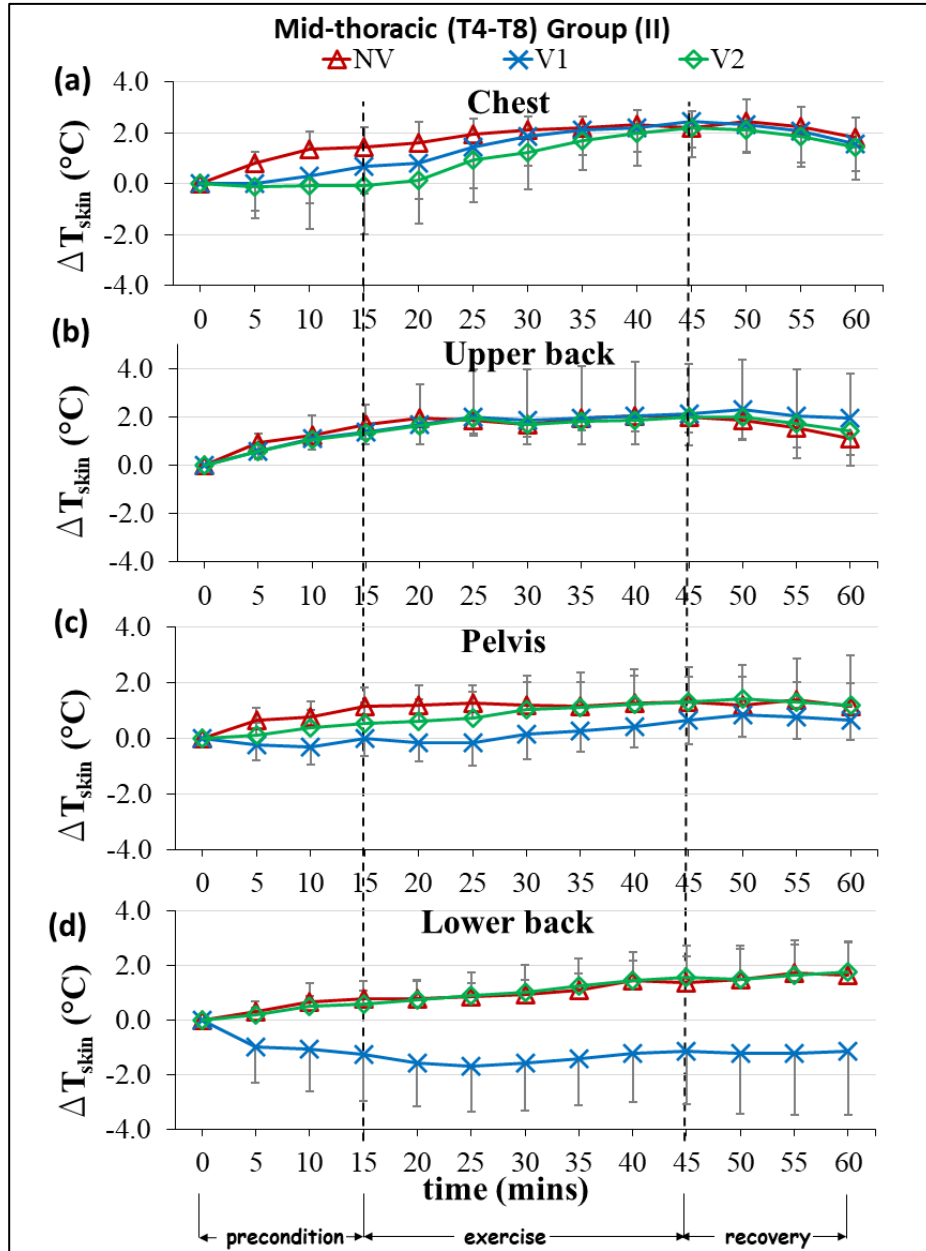 Mid-thoracic (T4-T8) Group (II)
NV V1 V2
(a)
Chest
4.0
2.0
0.0
-2.0
-4.0
ΔTskin (°C)
0 5 10 15 20 25 30 35 40 45 50 55 60
(b)
Upper back
4.0
2.0
0.0
-2.0
-4.0
ΔTskin (°C)
0 5 10 15 20 25 30 35 40 45 50 55 60
(c)
Pelvis
4.0
2.0
0.0
-2.0
-4.0
ΔTskin (°C)
0 5 10 15 20 25 30 35 40 45 50 55 60
(d)
Lower back
4.0
2.0
0.0
-2.0
-4.0
ΔTskin (°C)
0 5 10 15 20 25 30 35 40 45 50 55 60
time (mins)
precondition exercise recovery